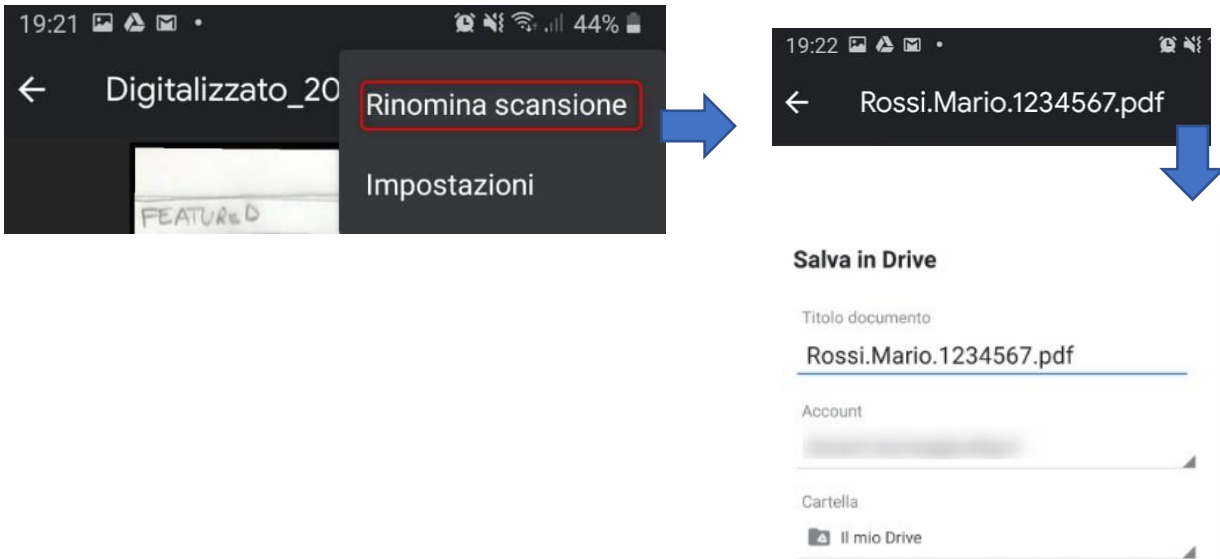 19:21 44%
Digitalizzato_20
Rinomina scansione
Impostazioni
FEATURED
19:22
Rossi.Mario.1234567.pdf
Salva in Drive
Titolo documento
Rossi.Mario.1234567.pdf
Account
Cartella
Il mio Drive